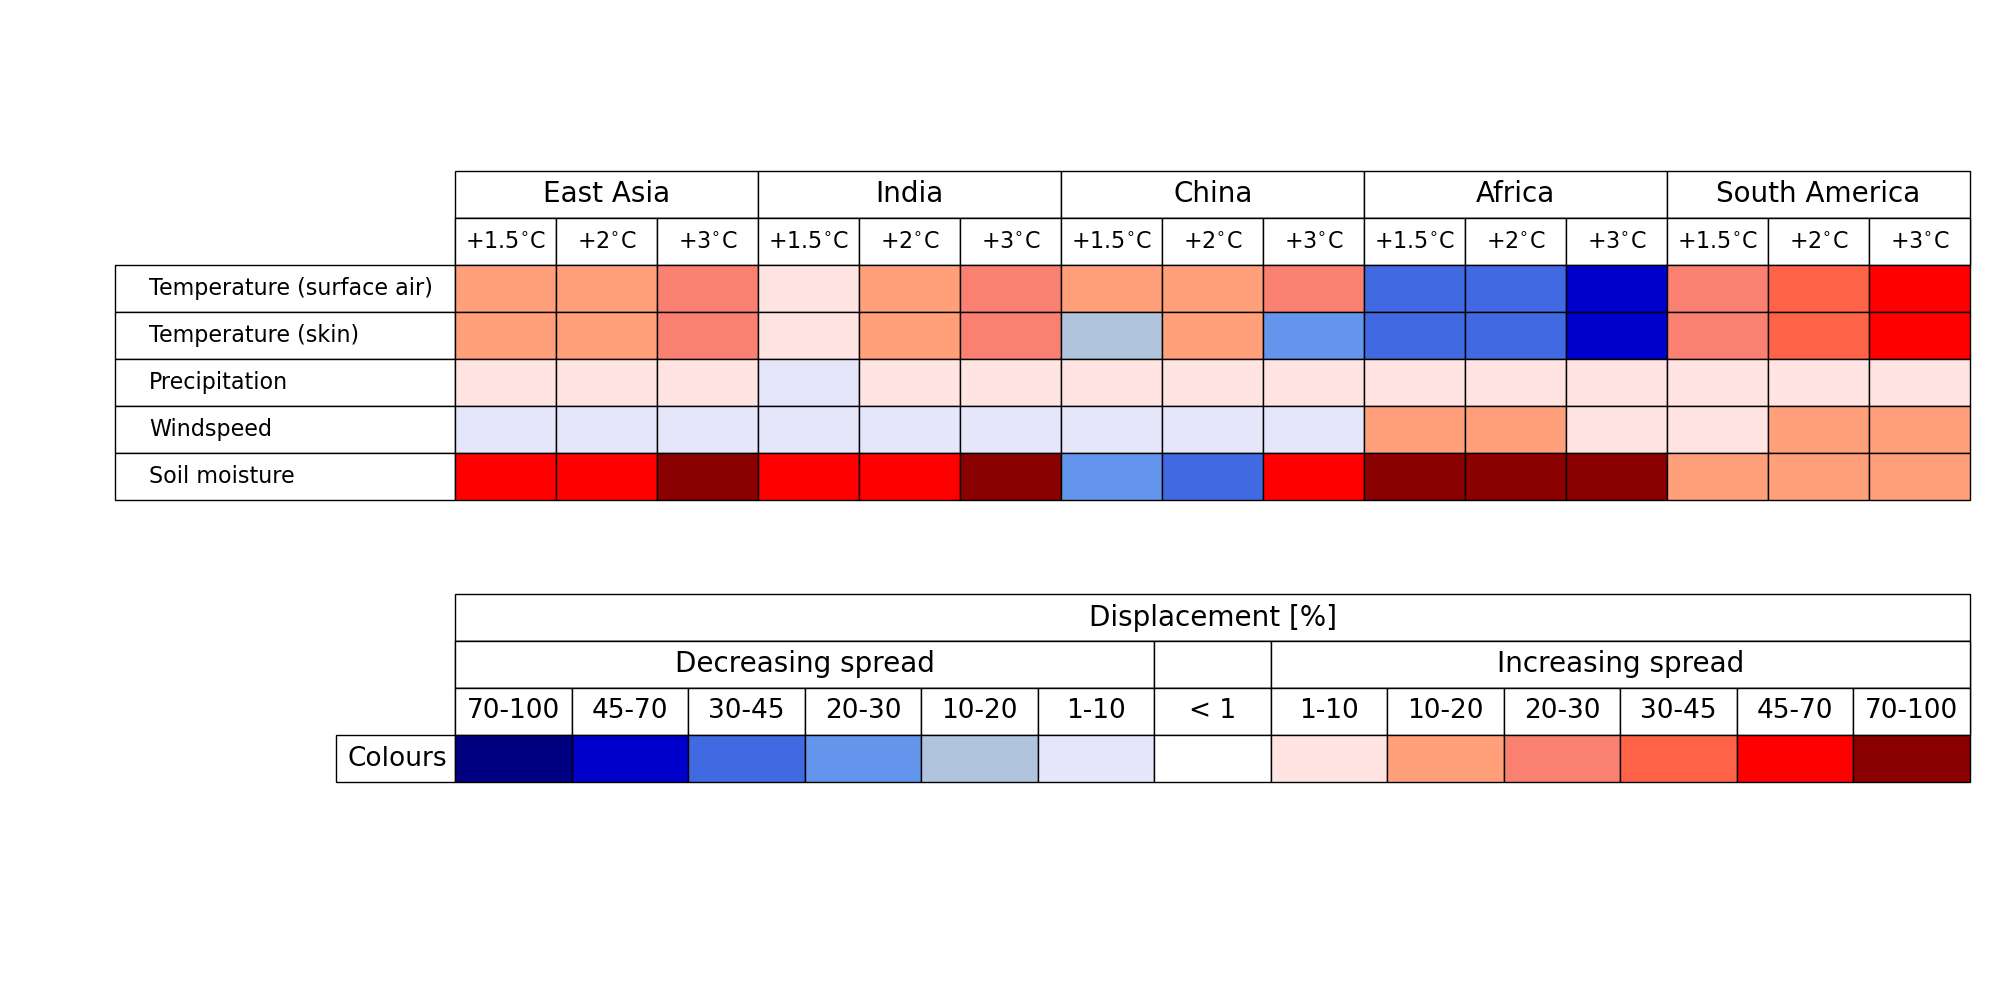 East Asia India China Africa South America
+1.5°C +2°C +3°C +1.5°C +2°C +3°C +1.5°C +2°C +3°C +1.5°C +2°C +3°C +1.5°C +2°C +3°C
Temperature (surface air)
Temperature (skin)
Precipitation
Windspeed
Soil moisture
Displacement [%]
Decreasing spread Increasing spread
70-100 45-70 30-45 20-30 10-20 1-10 < 1 1-10 10-20 20-30 30-45 45-70 70-100
Colours